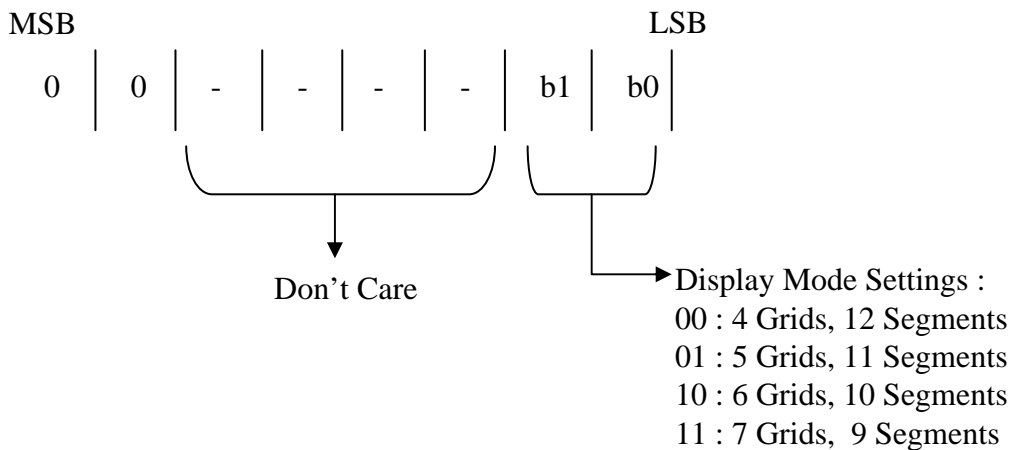 MSB LSB
0 0 - - - - b1 b0
Don’t Care
Display Mode Settings :
00 : 4 Grids, 12 Segments
01 : 5 Grids, 11 Segments
10 : 6 Grids, 10 Segments
11 : 7 Grids, 9 Segments